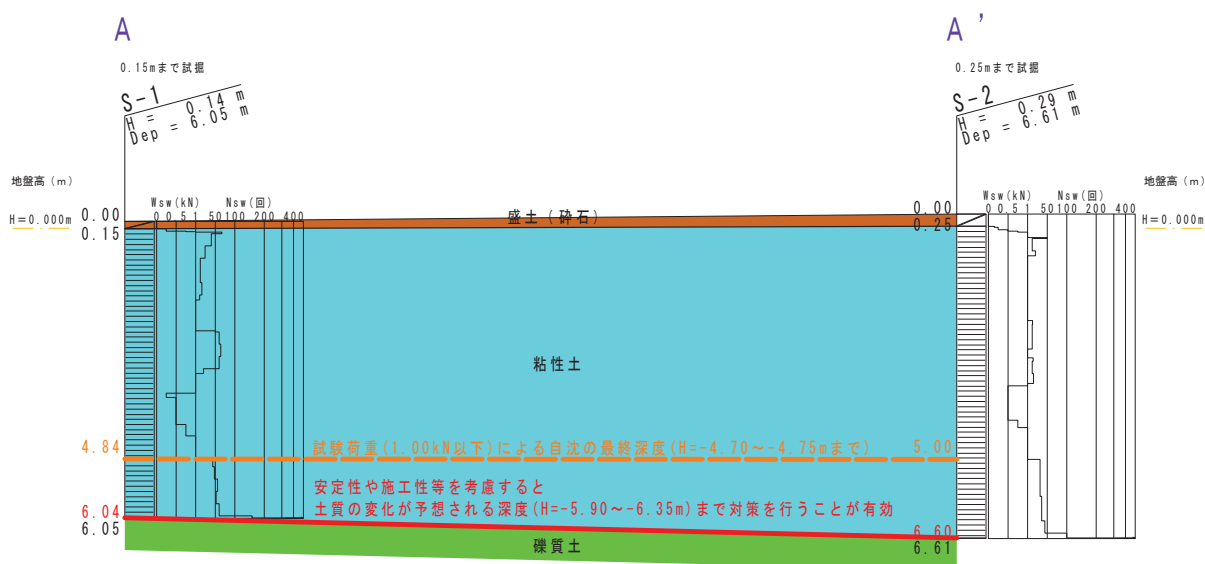 A
A'
0.15mまで試掘
0.25mまで試掘
S-1
H = 0.14 m
Dep = 6.05 m
S-2
H = 0.29 m
Dep = 6.61 m
地盤高(m)
地盤高(m)
Wsw(kN) Nsw(回)
0 0.5 1 50 100 200 400
Wsw(kN) Nsw(回)
0 0.5 1 50 100 200 400
H=0.000m
0.00
0.15
盛土(砕石)
0.00
0.25
H=0.000m
粘性土
4.84
試験荷重(1.00kN以下)による自沈の最終深度(H=-4.70~-4.75mまで)
5.00
安定性や施工性等を考慮すると
土質の変化が予想される深度(H=-5.90~-6.35m)まで対策を行うことが有効
6.04
6.05
6.60
6.61
礫質土